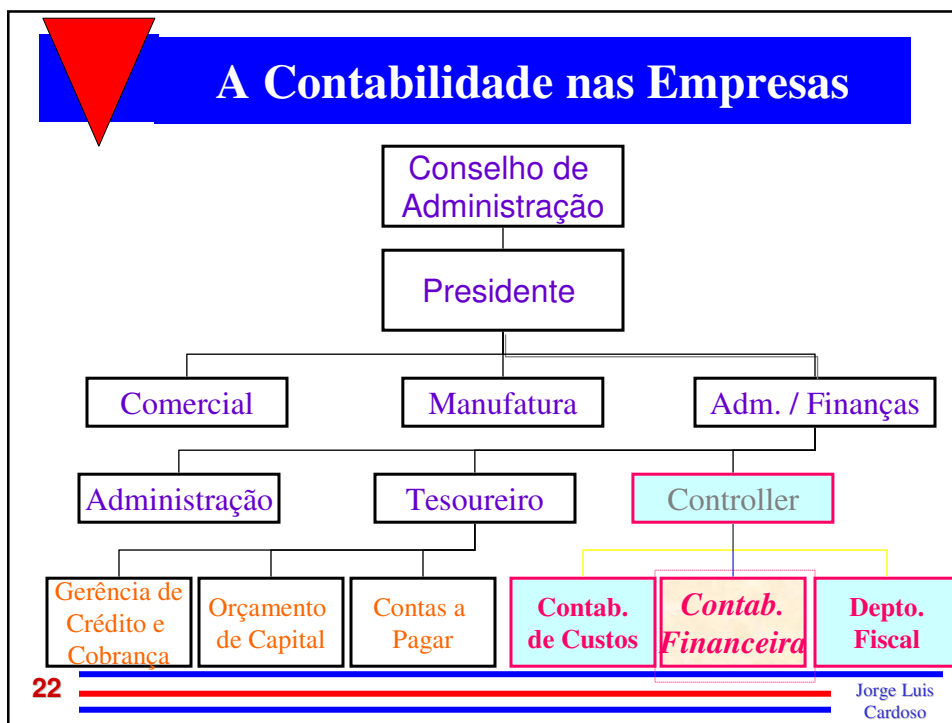 A Contabilidade nas Empresas
Conselho de
Administração
Presidente
Comercial
Manufatura
Adm. / Finanças
Administração
Tesoureiro
Controller
Gerência de
Crédito e
Cobrança
Orçamento
de Capital
Contas a
Pagar
Contab.
de Custos
Contab.
Financeira
Depto.
Fiscal
22
Jorge Luis
Cardoso